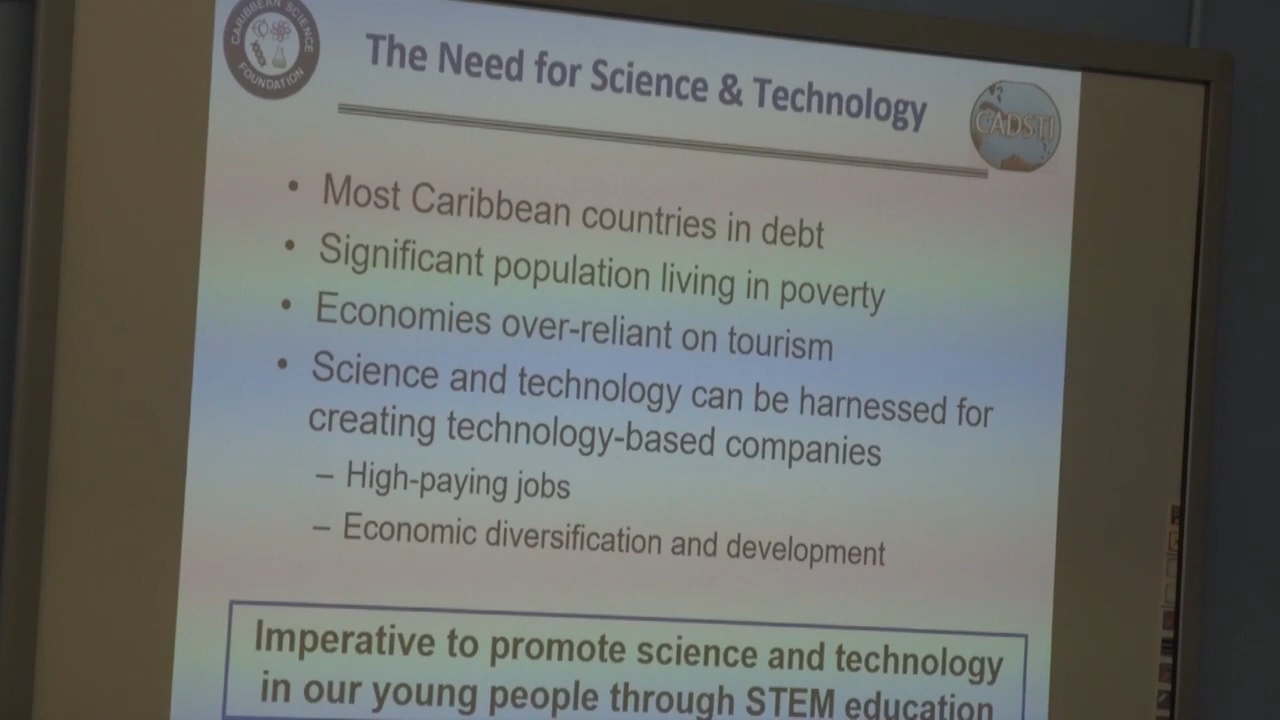 CARIBBEAN SCIENCE
FOUNDATION
The Need for Science & Technology
CADSTI
• Most Caribbean countries in debt
• Significant population living in poverty
• Economies over-reliant on tourism
• Science and technology can be harnessed for
creating technology-based companies
– High-paying jobs
– Economic diversification and development
Imperative to promote science and technology
in our young people through STEM education